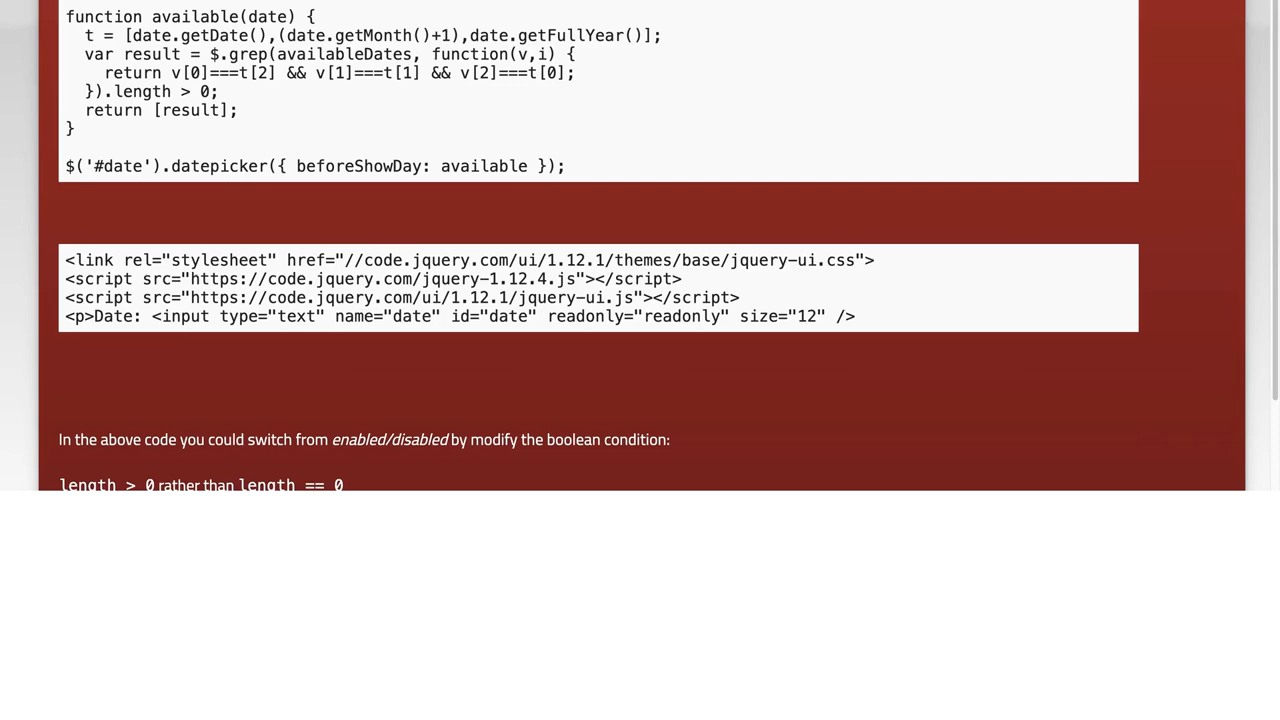 function available(date) {
  t = [date.getDate(),(date.getMonth()+1),date.getFullYear()];
  var result = $.grep(availableDates, function(v,i) {
    return v[0]===t[2] && v[1]===t[1] && v[2]===t[0];
  }).length > 0;
  return [result];
}
$('#date').datepicker({ beforeShowDay: available });
<link rel="stylesheet" href="//code.jquery.com/ui/1.12.1/themes/base/jquery-ui.css">
<script src="https://code.jquery.com/jquery-1.12.4.js"></script>
<script src="https://code.jquery.com/ui/1.12.1/jquery-ui.js"></script>
<p>Date: <input type="text" name="date" id="date" readonly="readonly" size="12" />
In the above code you could switch from enabled/disabled by modify the boolean condition:
length > 0 rather than length == 0